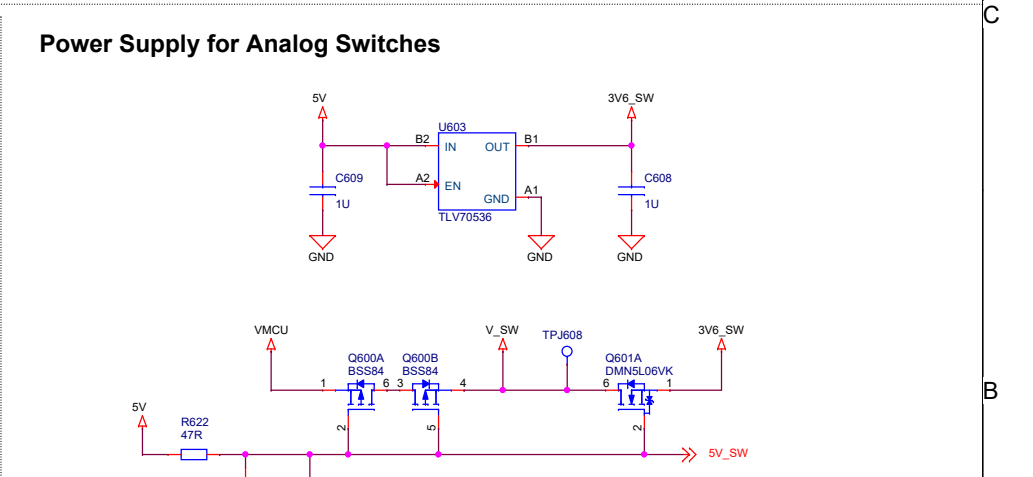 C
Power Supply for Analog Switches
5V
3V6_SW
U603
B2
IN
OUT
B1
C609
1U
A2
EN
GND
A1
C608
1U
TLV70536
GND
GND
GND
VMCU
V_SW
TPJ608
3V6_SW
Q600A
BSS84
Q600B
BSS84
Q601A
DMN5L06VK
1
6
3
4
6
1
B
5V
R622
47R
2
5
2
5V_SW